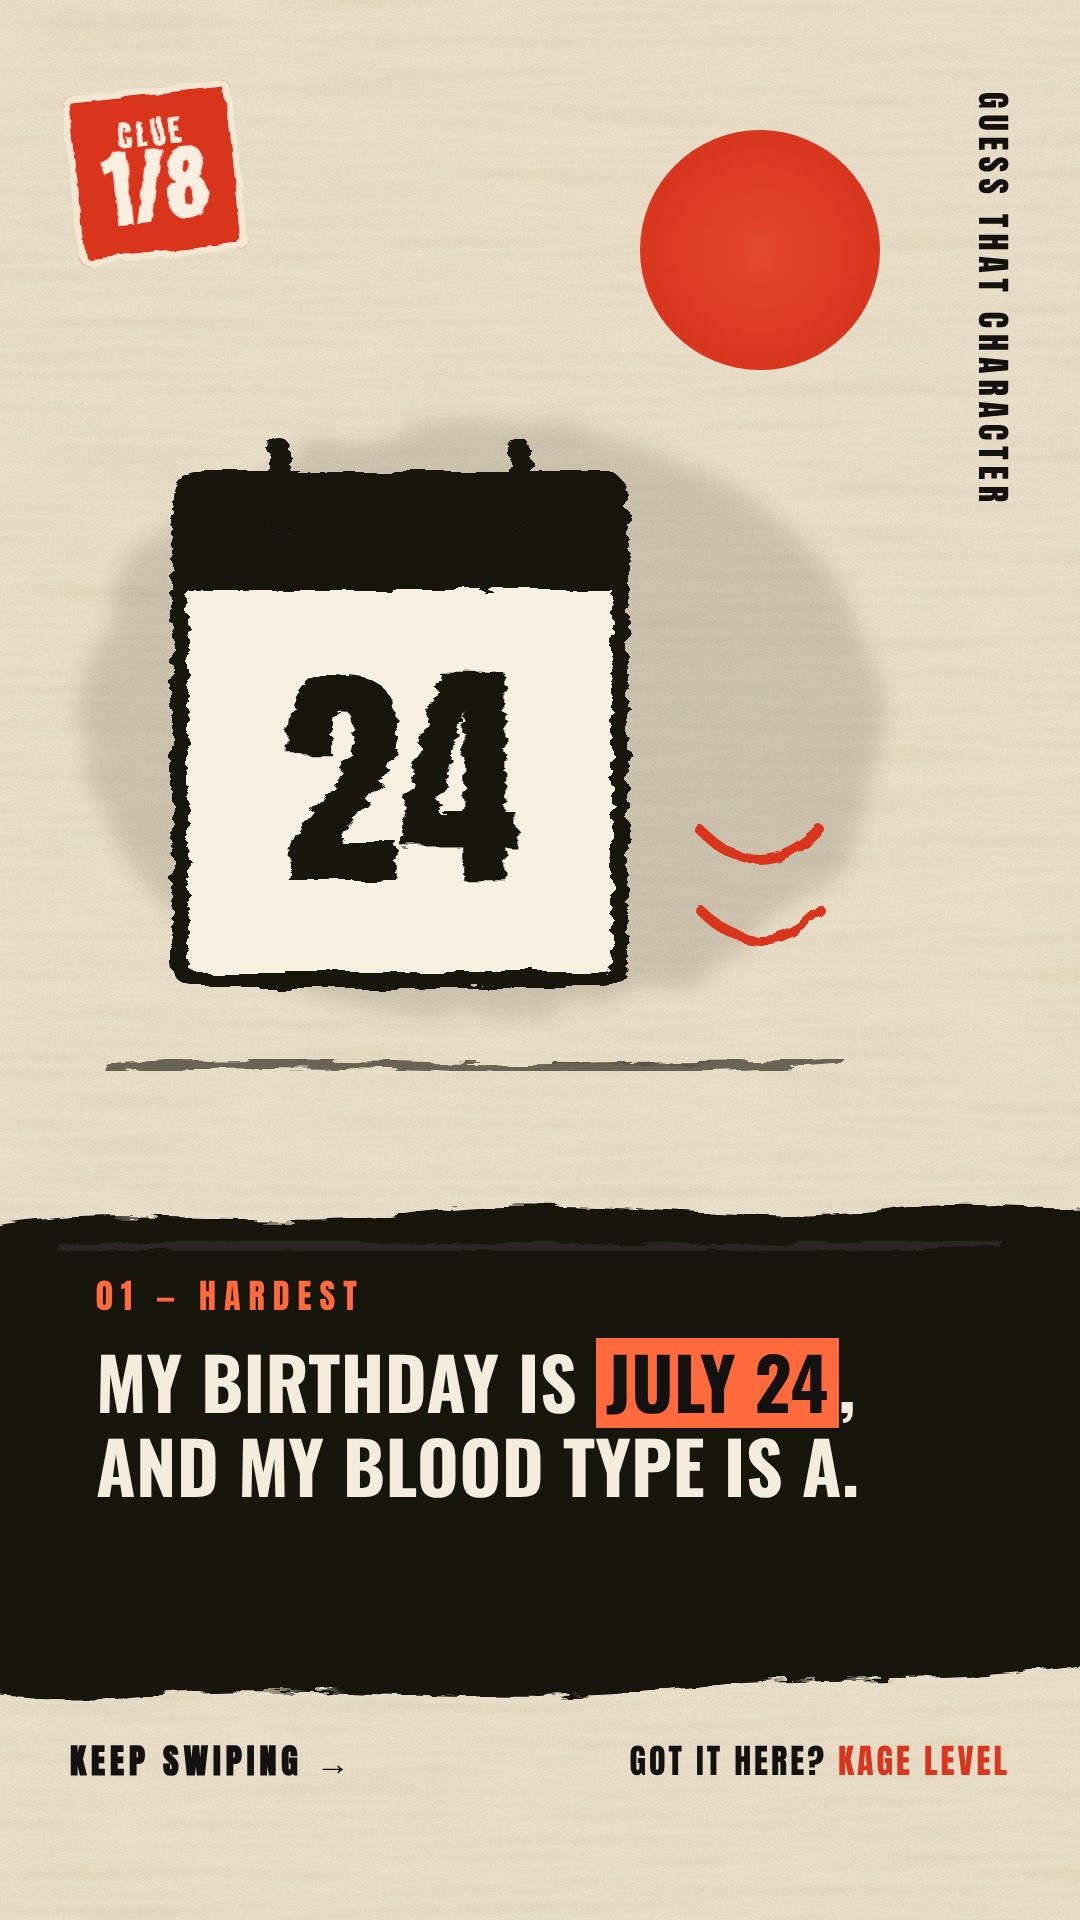 CLUE
1/8
GUESS THAT CHARACTER
24
01 – HARDEST
MY BIRTHDAY IS JULY 24,
AND MY BLOOD TYPE IS A.
KEEP SWIPING →
GOT IT HERE? KAGE LEVEL